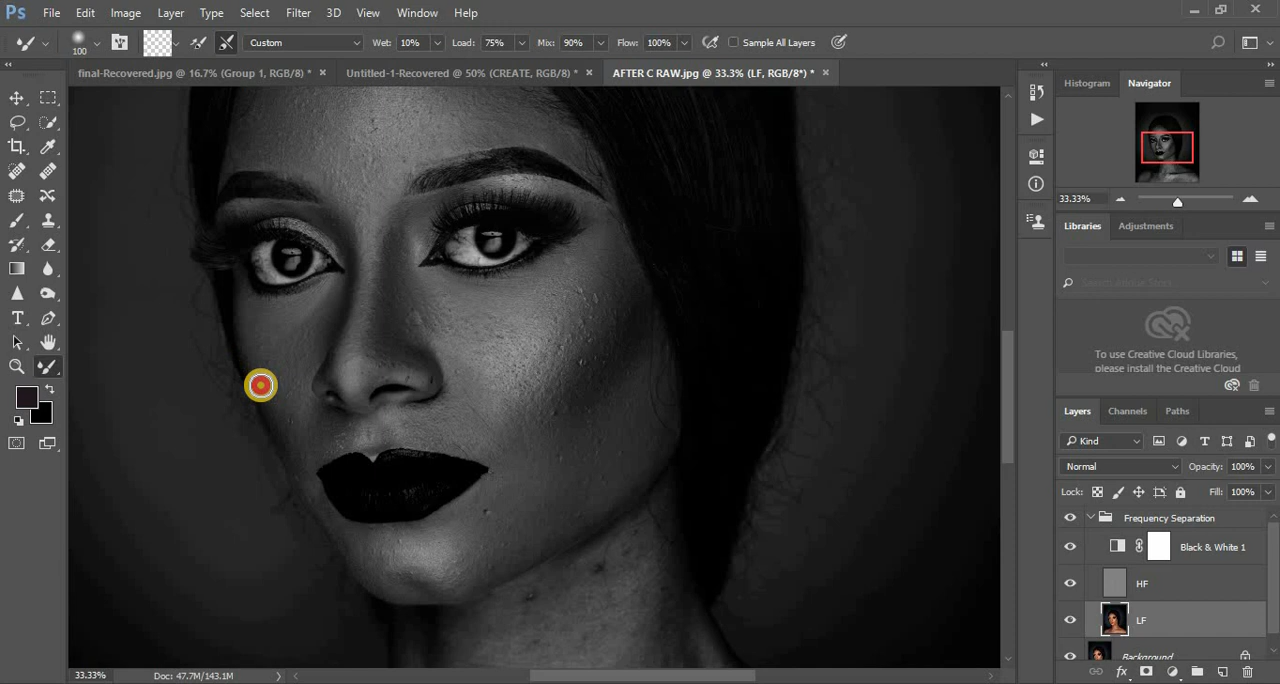 Ps File Edit Image Layer Type Select Filter 3D View Window Help
100 Custom Wet: 10% Load: 75% Mix: 90% Flow: 100% Sample All Layers
final-Recovered.jpg @ 16.7% (Group 1, RGB/8) * × Untitled-1-Recovered @ 50% (CREATE, RGB/8) * × AFTER C RAW.jpg @ 33.3% (LF, RGB/8*) * ×
Histogram Navigator
33.33%
Libraries Adjustments
Search Adobe Stock
To use Creative Cloud Libraries,
please install the Creative Cloud
Layers Channels Paths
Kind
Normal Opacity: 100%
Lock: Fill: 100%
Frequency Separation
Black & White 1
HF
LF
Background
33.33% Doc: 47.7M/143.1M
fx